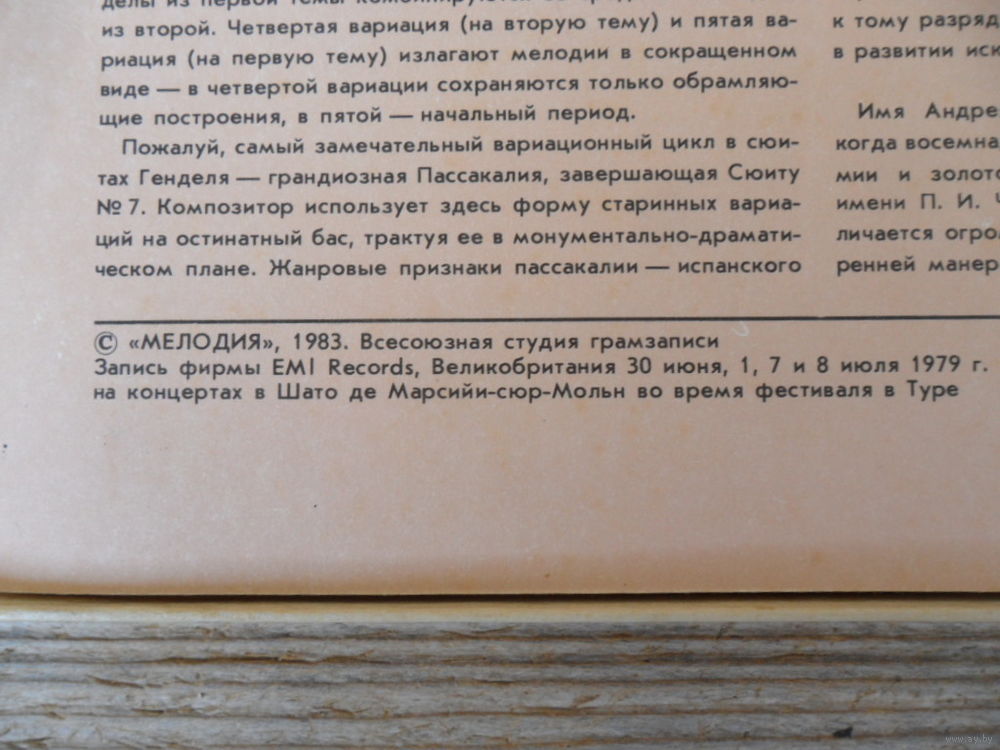 из второй. Четвертая вариация (на вторую тему) и пятая ва-
риация (на первую тему) излагают мелодии в сокращенном
виде — в четвертой вариации сохраняются только обрамляю-
щие построения, в пятой — начальный период.
Пожалуй, самый замечательный вариационный цикл в сюи-
тах Генделя — грандиозная Пассакалия, завершающая Сюиту
№ 7. Композитор использует здесь форму старинных вариа-
ций на остинатный бас, трактуя ее в монументально-драмати-
ческом плане. Жанровые признаки пассакалии — испанского
к тому разряд
в развитии иск
Имя Андре
когда восемна
мии и золот
имени П. И. Ч
личается огро
ренней манер
© «МЕЛОДИЯ», 1983. Всесоюзная студия грамзаписи
Запись фирмы EMI Records, Великобритания 30 июня, 1, 7 и 8 июля 1979 г.
на концертах в Шато де Марсийи-сюр-Мольн во время фестиваля в Туре
www.ay.by